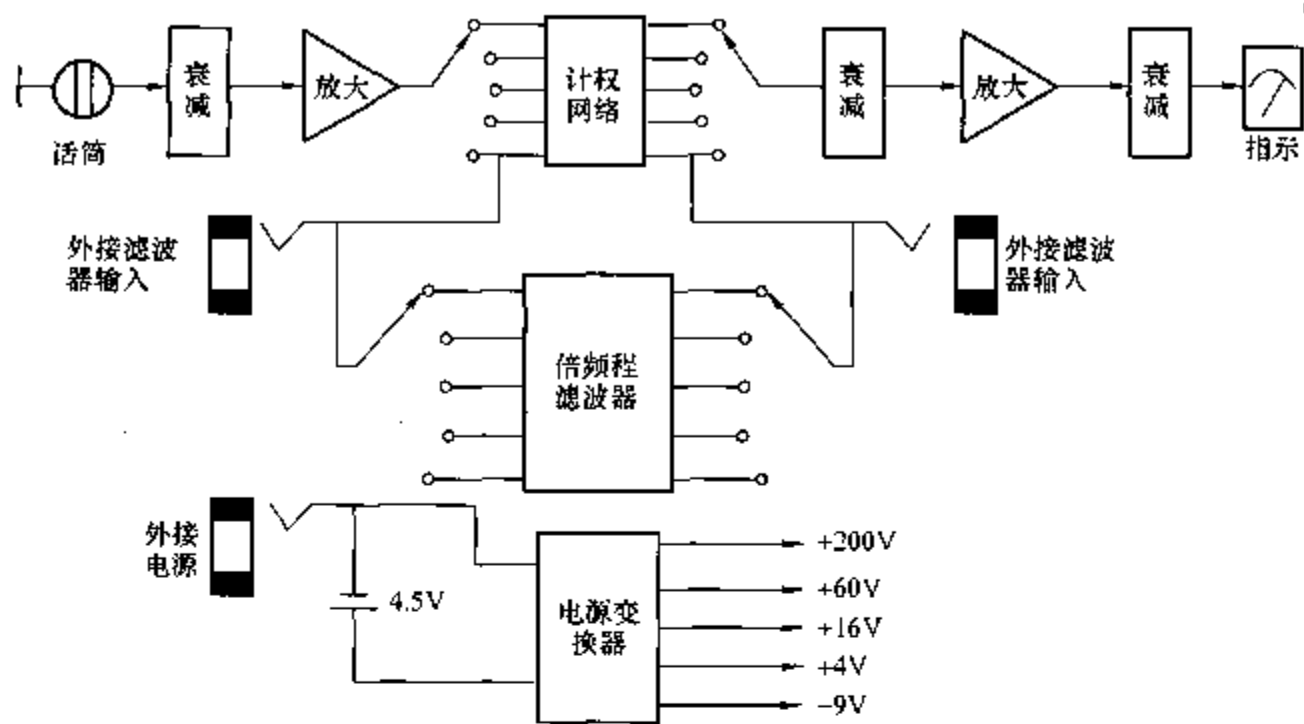 衰
减
放大
计权
网络
衰
减
放大
衰
减
话筒
指示
外接滤波
器输入
外接滤波
器输入
倍频程
滤波器
外接
电源
4.5V
电源变
换器
+200V
+60V
+16V
+4V
-9V